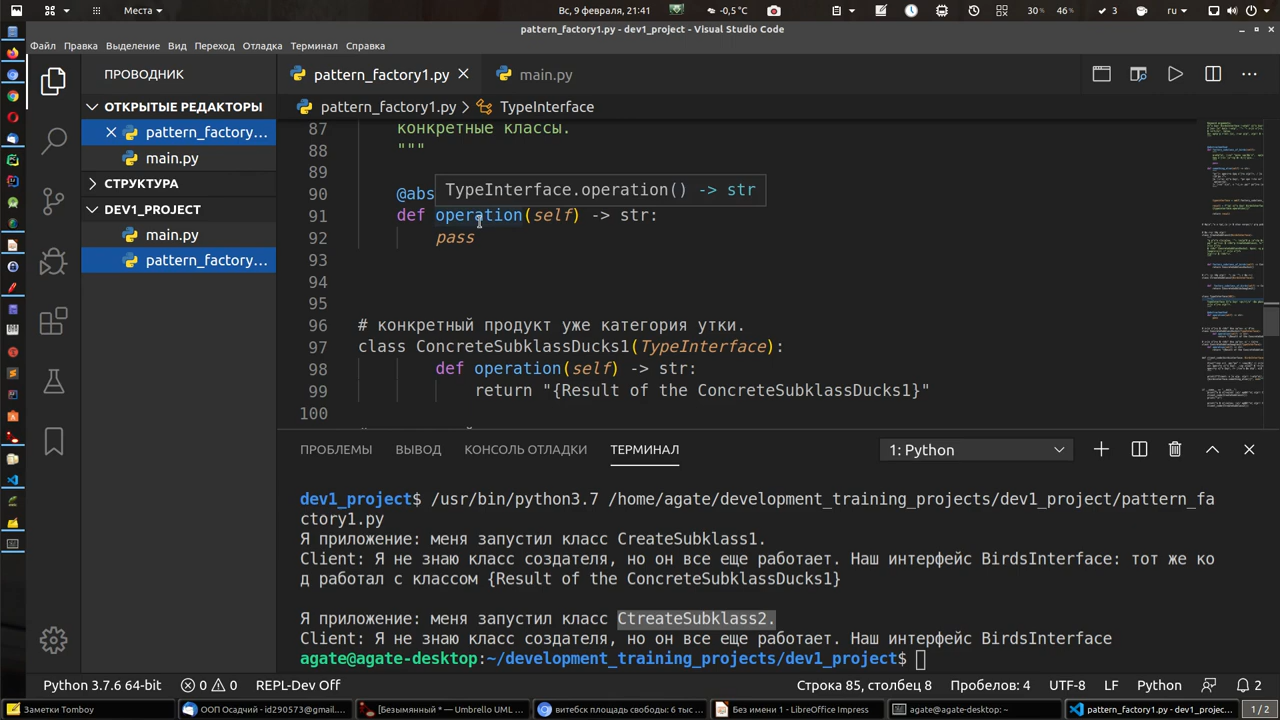 Места
Вс, 9 февраля, 21:41
-0,5 °C
30 %
46%
3
ru
pattern_factory1.py - dev1_project - Visual Studio Code
Файл Правка Выделение Вид Переход Отладка Терминал Справка
ПРОВОДНИК
ОТКРЫТЫЕ РЕДАКТОРЫ
pattern_factory...
main.py
СТРУКТУРА
DEV1_PROJECT
main.py
pattern_factory...
pattern_factory1.py
main.py
pattern_factory1.py > TypeInterface
87 конкретные классы.
88 """
89
90 @abs
TypeInterface.operation() -> str
91 def operation(self) -> str:
92 pass
93
94
95
96 # конкретный продукт уже категория утки.
97 class ConcreteSubklassDucks1(TypeInterface):
98 def operation(self) -> str:
99 return "{Result of the ConcreteSubklassDucks1}"
100
ПРОБЛЕМЫ ВЫВОД КОНСОЛЬ ОТЛАДКИ ТЕРМИНАЛ
1: Python
dev1_project$ /usr/bin/python3.7 /home/agate/development_training_projects/dev1_project/pattern_fa
ctory1.py
Я приложение: меня запустил класс CreateSubklass1.
Client: Я не знаю класс создателя, но он все еще работает. Наш интерфейс BirdsInterface: тот же ко
д работал с классом {Result of the ConcreteSubklassDucks1}
Я приложение: меня запустил класс CtreateSubklass2.
Client: Я не знаю класс создателя, но он все еще работает. Наш интерфейс BirdsInterface
agate@agate-desktop:~/development_training_projects/dev1_project$
Python 3.7.6 64-bit
0 0
REPL-Dev Off
Строка 85, столбец 8
Пробелов: 4
UTF-8
LF
Python
2
Заметки Tomboy
ООП Осадчий - id290573@gmail....
[Безымянный *] — Umbrello UML ...
витебск площадь свободы: 6 тыс ...
Без имени 1 - LibreOffice Impress
agate@agate-desktop: ~
pattern_factory1.py - dev1_projec...
1 / 2